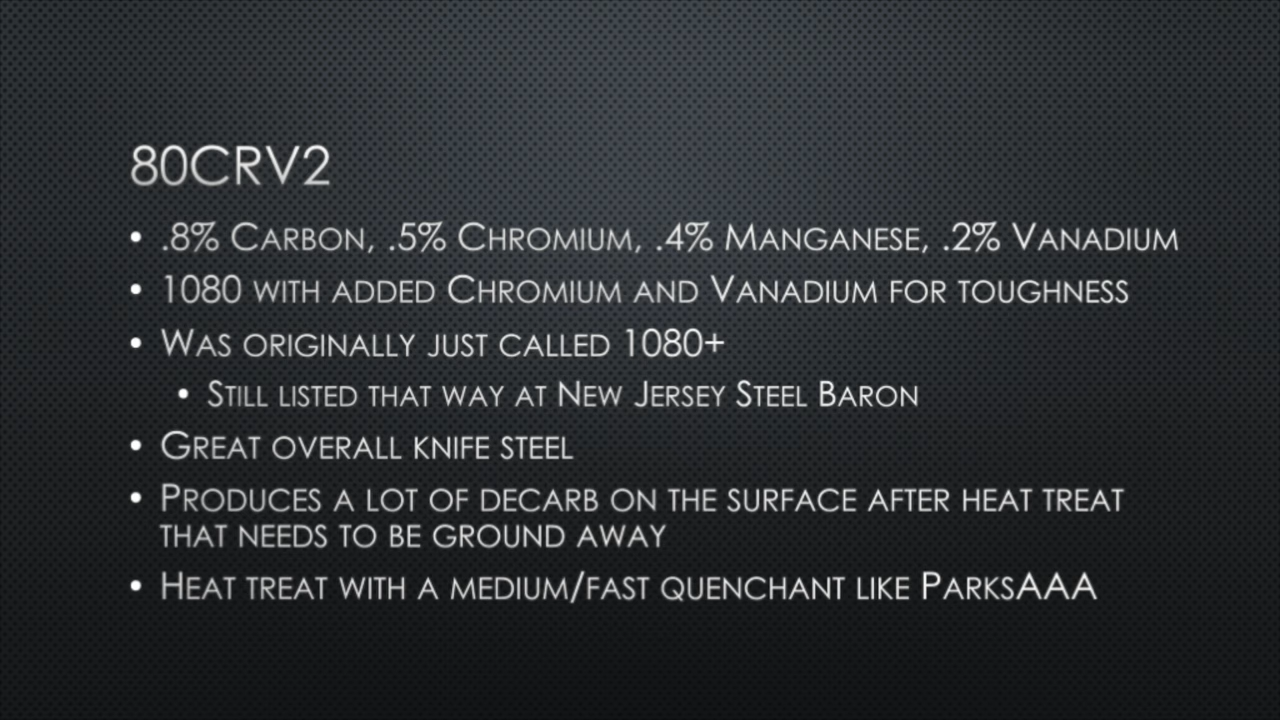 80CRV2
• .8% CARBON, .5% CHROMIUM, .4% MANGANESE, .2% VANADIUM
• 1080 WITH ADDED CHROMIUM AND VANADIUM FOR TOUGHNESS
• WAS ORIGINALLY JUST CALLED 1080+
• STILL LISTED THAT WAY AT NEW JERSEY STEEL BARON
• GREAT OVERALL KNIFE STEEL
• PRODUCES A LOT OF DECARB ON THE SURFACE AFTER HEAT TREAT
THAT NEEDS TO BE GROUND AWAY
• HEAT TREAT WITH A MEDIUM/FAST QUENCHANT LIKE PARKSAAA